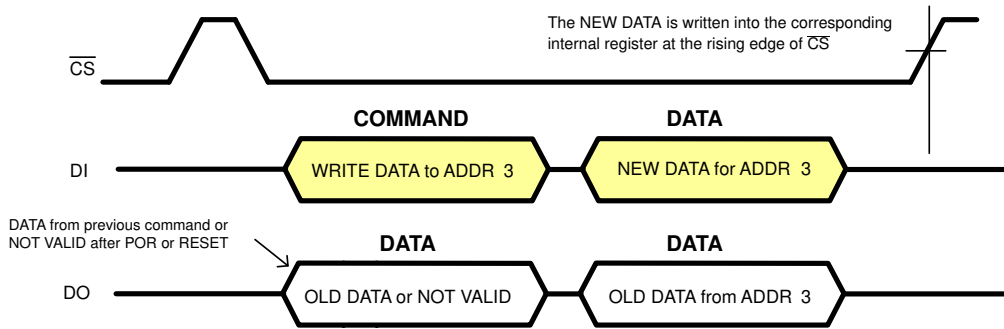 The NEW DATA is written into the corresponding
internal register at the rising edge of CS
CS
COMMAND
DATA
DI
WRITE DATA to ADDR 3
NEW DATA for ADDR 3
DATA from previous command or
NOT VALID after POR or RESET
DATA
DATA
DO
OLD DATA or NOT VALID
OLD DATA from ADDR 3